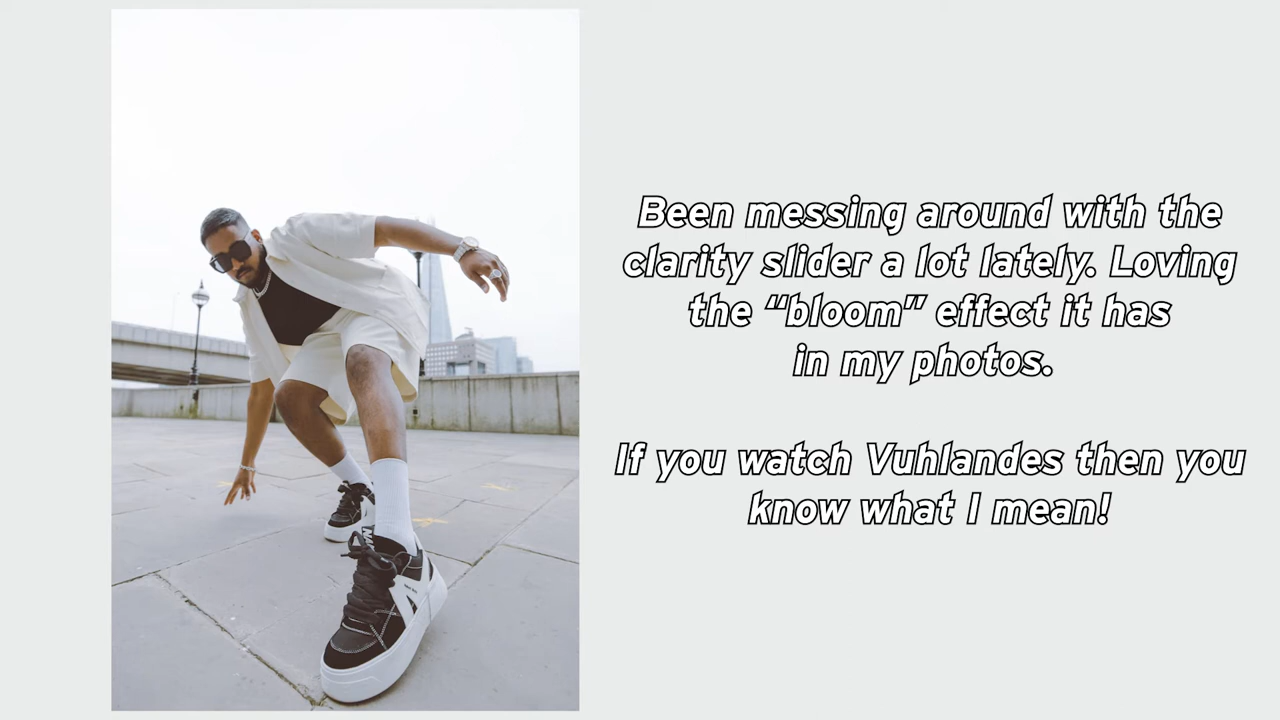 Been messing around with the
clarity slider a lot lately. Loving
the “bloom” effect it has
in my photos.
If you watch Vuhlandes then you
know what I mean!